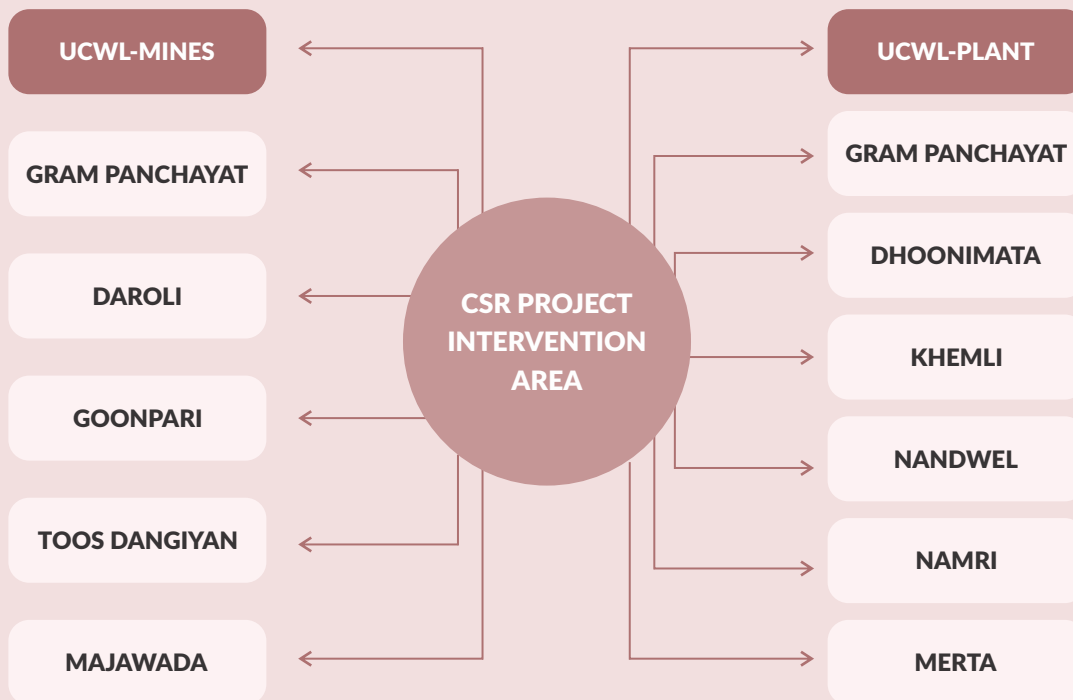 UCWL-MINES
GRAM PANCHAYAT
DAROLI
GOONPARI
TOOS DANGIYAN
MAJAWADA
CSR PROJECT
INTERVENTION
AREA
UCWL-PLANT
GRAM PANCHAYAT
DHOONIMATA
KHEMLI
NANDWEL
NAMRI
MERTA